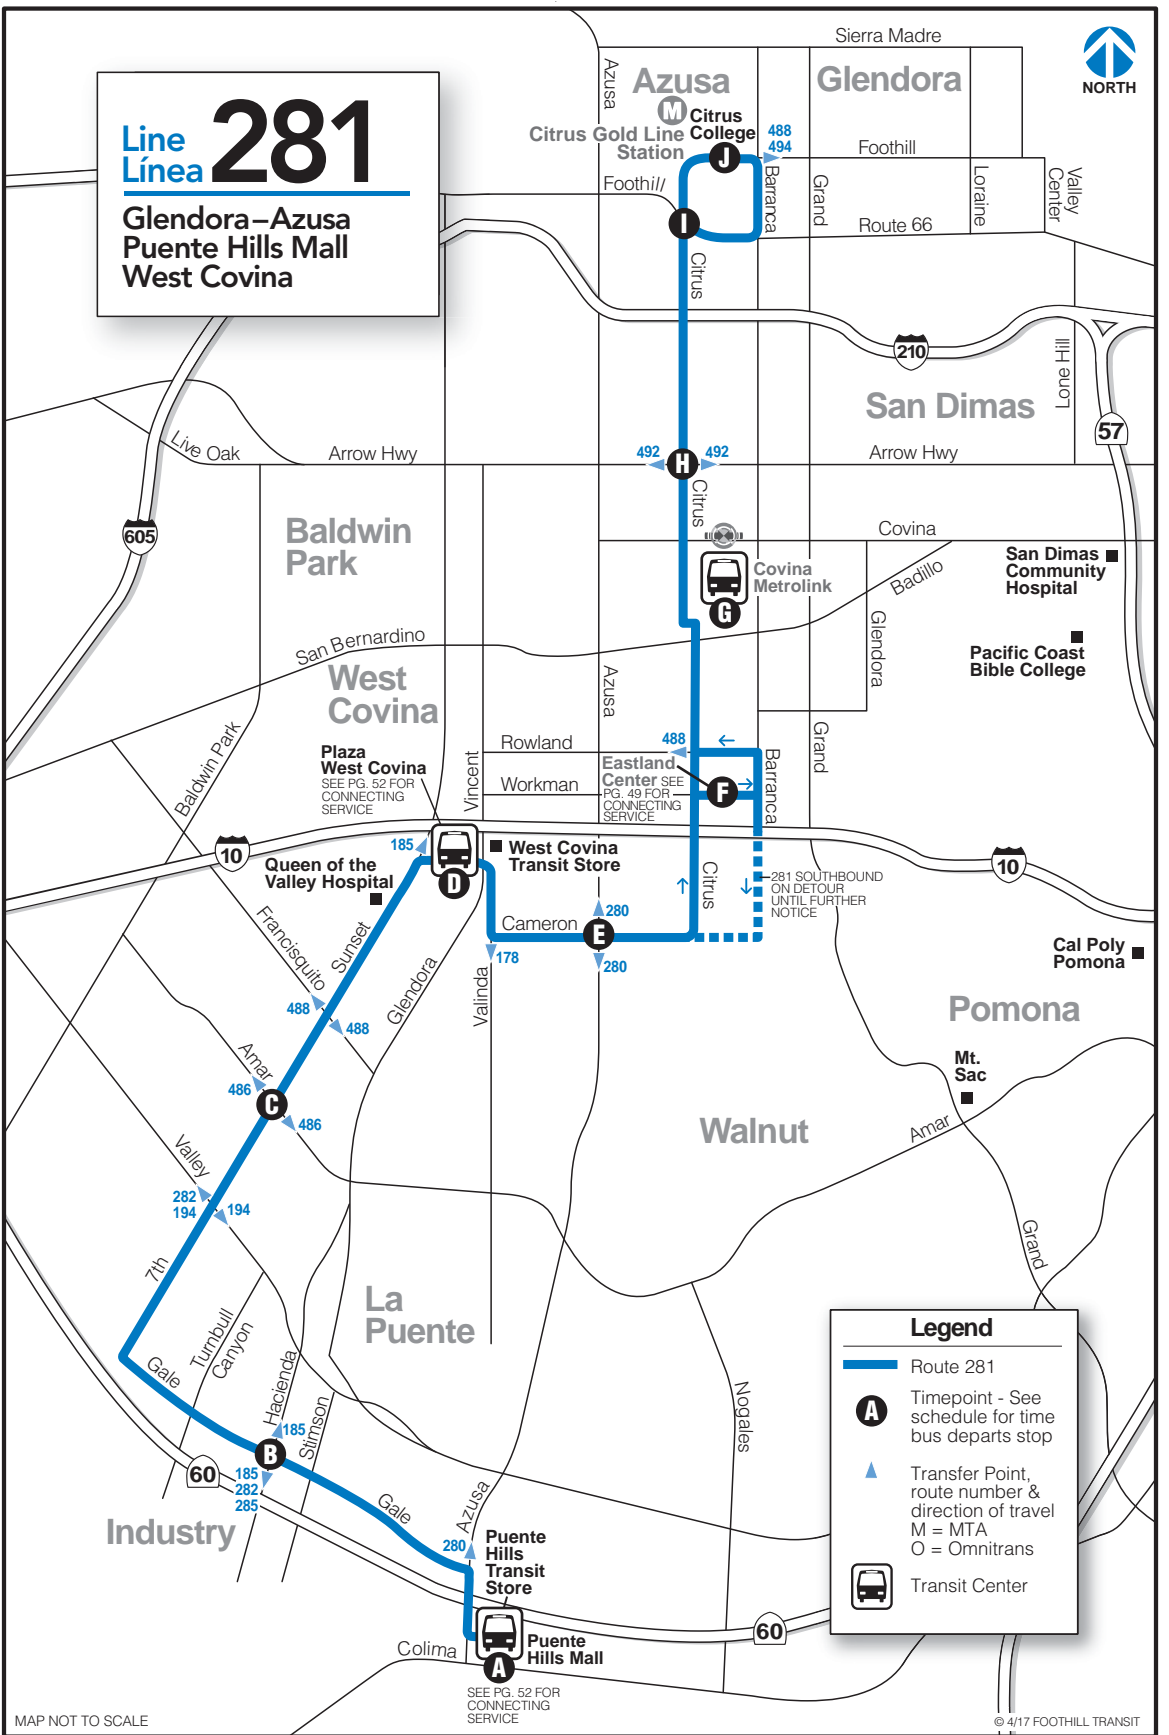 Sierra Madre
Azusa
Glendora
NORTH
Line
Línea
281
Glendora–Azusa
Puente Hills Mall
West Covina
Azusa
M
Citrus
College
Citrus Gold Line
Station
J
488
494
Foothill
Foothill
Barranca
Grand
Loraine
Valley
Center
I
Route 66
Citrus
210
Lone Hill
San Dimas
57
Live Oak
Arrow Hwy
492
H
492
Arrow Hwy
Citrus
605
Baldwin
Park
Covina
Covina
Metrolink
G
Badillo
San Dimas
Community
Hospital
Glendora
Pacific Coast
Bible College
San Bernardino
West
Covina
Azusa
Baldwin Park
Plaza
West Covina
SEE PG. 52 FOR
CONNECTING
SERVICE
Vincent
Rowland
488
←
Workman
Eastland
Center SEE
PG. 49 FOR
CONNECTING
SERVICE
F
→
Barranca
Grand
10
185
D
West Covina
Transit Store
10
Queen of the
Valley Hospital
Citrus
↑
↓
281 SOUTHBOUND
ON DETOUR
UNTIL FURTHER
NOTICE
Francisquito
Sunset
Cameron
280
E
280
178
Glendora
Valinda
Cal Poly
Pomona
Pomona
488
488
Amar
486
C
486
Mt.
Sac
Walnut
Amar
Valley
282
194
194
7th
Grand
La
Puente
Turnbull
Canyon
Gale
Hacienda
Stimson
185
B
60
185
282
285
Nogales
Gale
Azusa
Industry
280
Puente
Hills
Transit
Store
Puente
Hills Mall
A
60
Colima
SEE PG. 52 FOR
CONNECTING
SERVICE
Legend
Route 281
A
Timepoint - See
schedule for time
bus departs stop
Transfer Point,
route number &
direction of travel
M = MTA
O = Omnitrans
Transit Center
MAP NOT TO SCALE
© 4/17 FOOTHILL TRANSIT